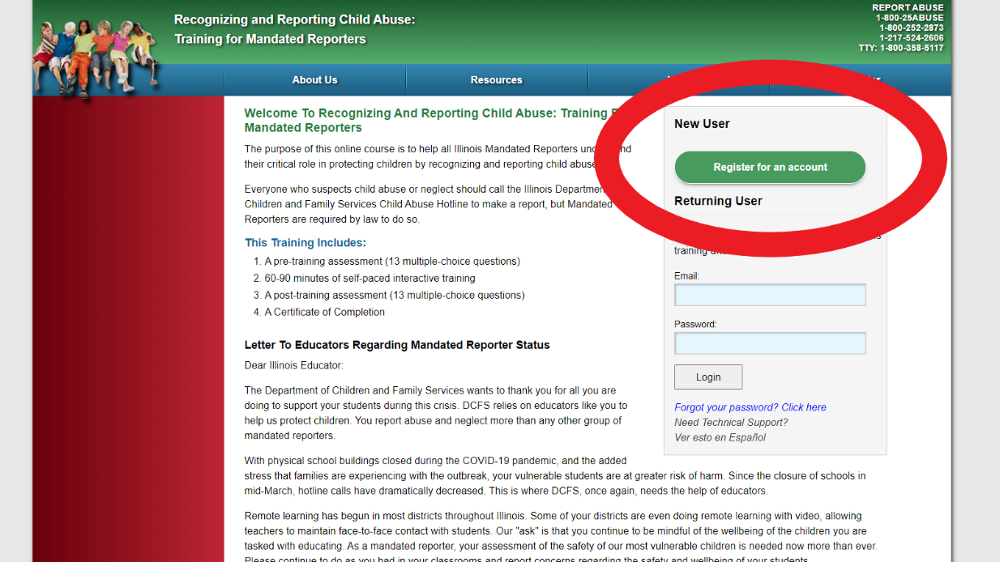 Recognizing and Reporting Child Abuse:
Training for Mandated Reporters
REPORT ABUSE
1-800-25ABUSE
1-800-252-2873
1-217-524-2606
TTY: 1-800-358-5117
About Us
Resources
Welcome To Recognizing And Reporting Child Abuse: Training
Mandated Reporters
The purpose of this online course is to help all Illinois Mandated Reporters
their critical role in protecting children by recognizing and reporting child abuse
Everyone who suspects child abuse or neglect should call the Illinois Department
Children and Family Services Child Abuse Hotline to make a report, but Mandated
Reporters are required by law to do so.
This Training Includes:
1. A pre-training assessment (13 multiple-choice questions)
2. 60-90 minutes of self-paced interactive training
3. A post-training assessment (13 multiple-choice questions)
4. A Certificate of Completion
Letter To Educators Regarding Mandated Reporter Status
Dear Illinois Educator:
The Department of Children and Family Services wants to thank you for all you are
doing to support your students during this crisis. DCFS relies on educators like you to
help us protect children. You report abuse and neglect more than any other group of
mandated reporters.
With physical school buildings closed during the COVID-19 pandemic, and the added
stress that families are experiencing with the outbreak, your vulnerable students are at greater risk of harm. Since the closure of schools in
mid-March, hotline calls have dramatically decreased. This is where DCFS, once again, needs the help of educators.
Remote learning has begun in most districts throughout Illinois. Some of your districts are even doing remote learning with video, allowing
teachers to maintain face-to-face contact with students. Our "ask" is that you continue to be mindful of the wellbeing of the children you are
tasked with educating. As a mandated reporter, your assessment of the safety of our most vulnerable children is needed now more than ever.
Please continue to do as you had in your classrooms and report concerns regarding the safety and wellbeing of your students
New User
Register for an account
Returning User
training
Email:
Password:
Login
Forgot your password? Click here
Need Technical Support?
Ver esto en Español